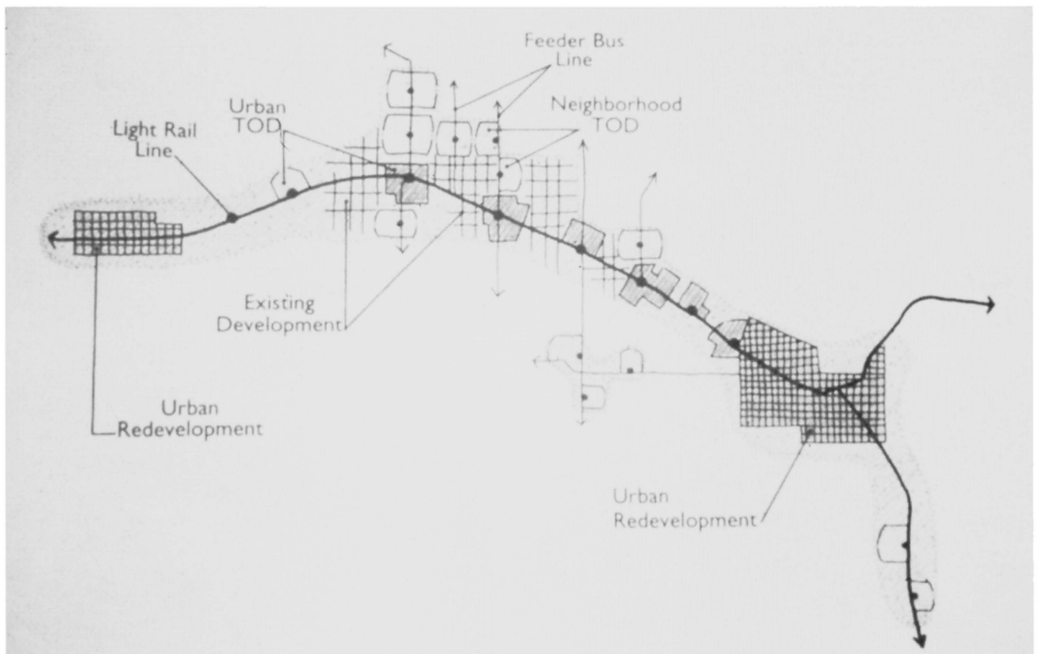 Feeder Bus
Line
Urban
TOD
Neighborhood
TOD
Light Rail
Line
Existing
Development
Urban
Redevelopment
Urban
Redevelopment